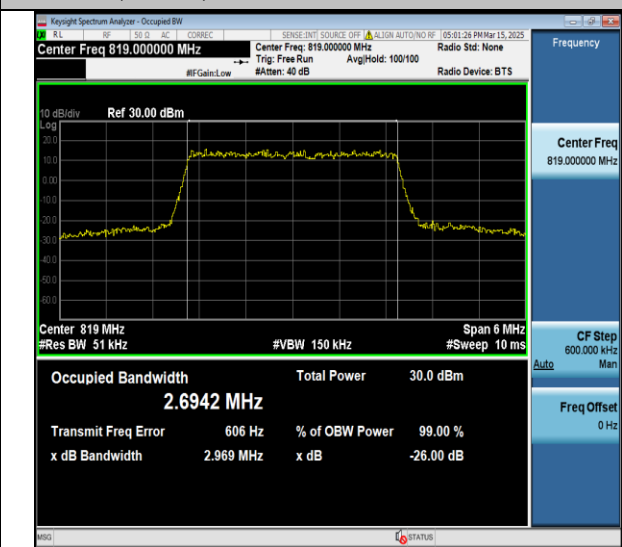 Keysight Spectrum Analyzer - Occupied BW
RL RF 50 Ω AC CORREC SENSE:INT SOURCE OFF ALIGN AUTO/NO RF 05:01:26 PM Mar 15, 2025
Center Freq 819.000000 MHz Center Freq: 819.000000 MHz Radio Std: None
Trig: Free Run Avg|Hold: 100/100
#IFGain:Low #Atten: 40 dB Radio Device: BTS
10 dB/div Ref 30.00 dBm
Log
20.0
10.0
0.00
-10.0
-20.0
-30.0
-40.0
-50.0
-60.0
Center 819 MHz Span 6 MHz
#Res BW 51 kHz #VBW 150 kHz #Sweep 10 ms
Occupied Bandwidth Total Power 30.0 dBm
2.6942 MHz
Transmit Freq Error 606 Hz % of OBW Power 99.00 %
x dB Bandwidth 2.969 MHz x dB -26.00 dB
MSG STATUS
Frequency
Center Freq
819.000000 MHz
CF Step
600.000 kHz
Auto Man
Freq Offset
0 Hz